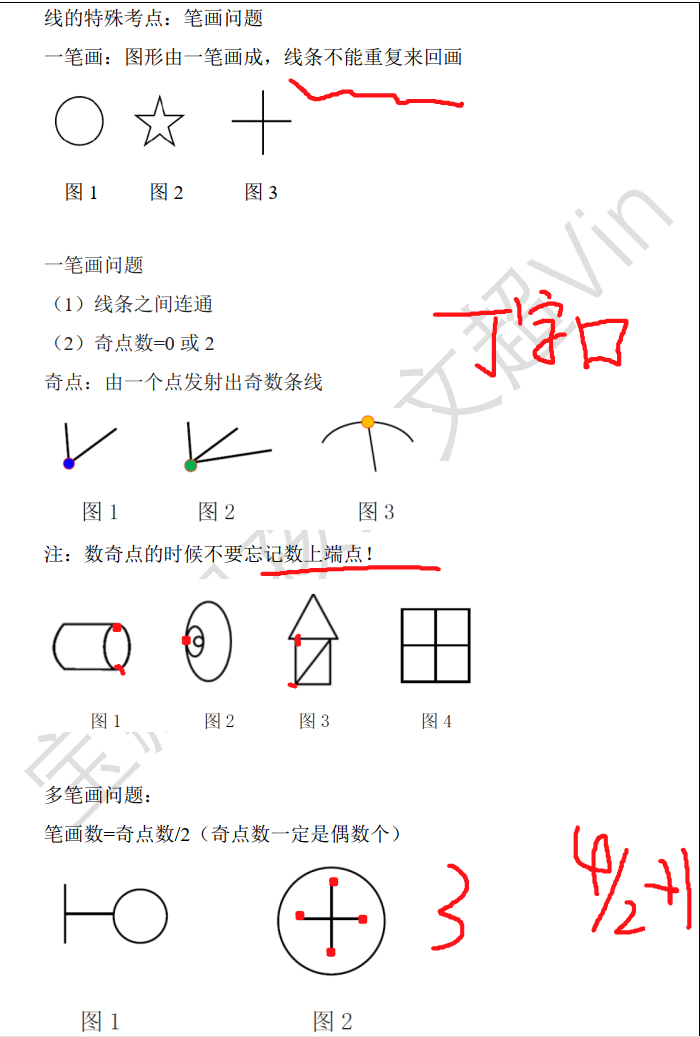 线的特殊考点：笔画问题
一笔画：图形由一笔画成，线条不能重复来回画
图 1 图 2 图 3
一笔画问题
（1）线条之间连通
（2）奇点数=0 或 2
丁字口
奇点：由一个点发射出奇数条线
图 1 图 2 图 3
注：数奇点的时候不要忘记数上端点！
图 1 图 2 图 3 图 4
多笔画问题：
笔画数=奇点数/2（奇点数一定是偶数个）
3 4/2+1
图 1 图 2
文超Vin